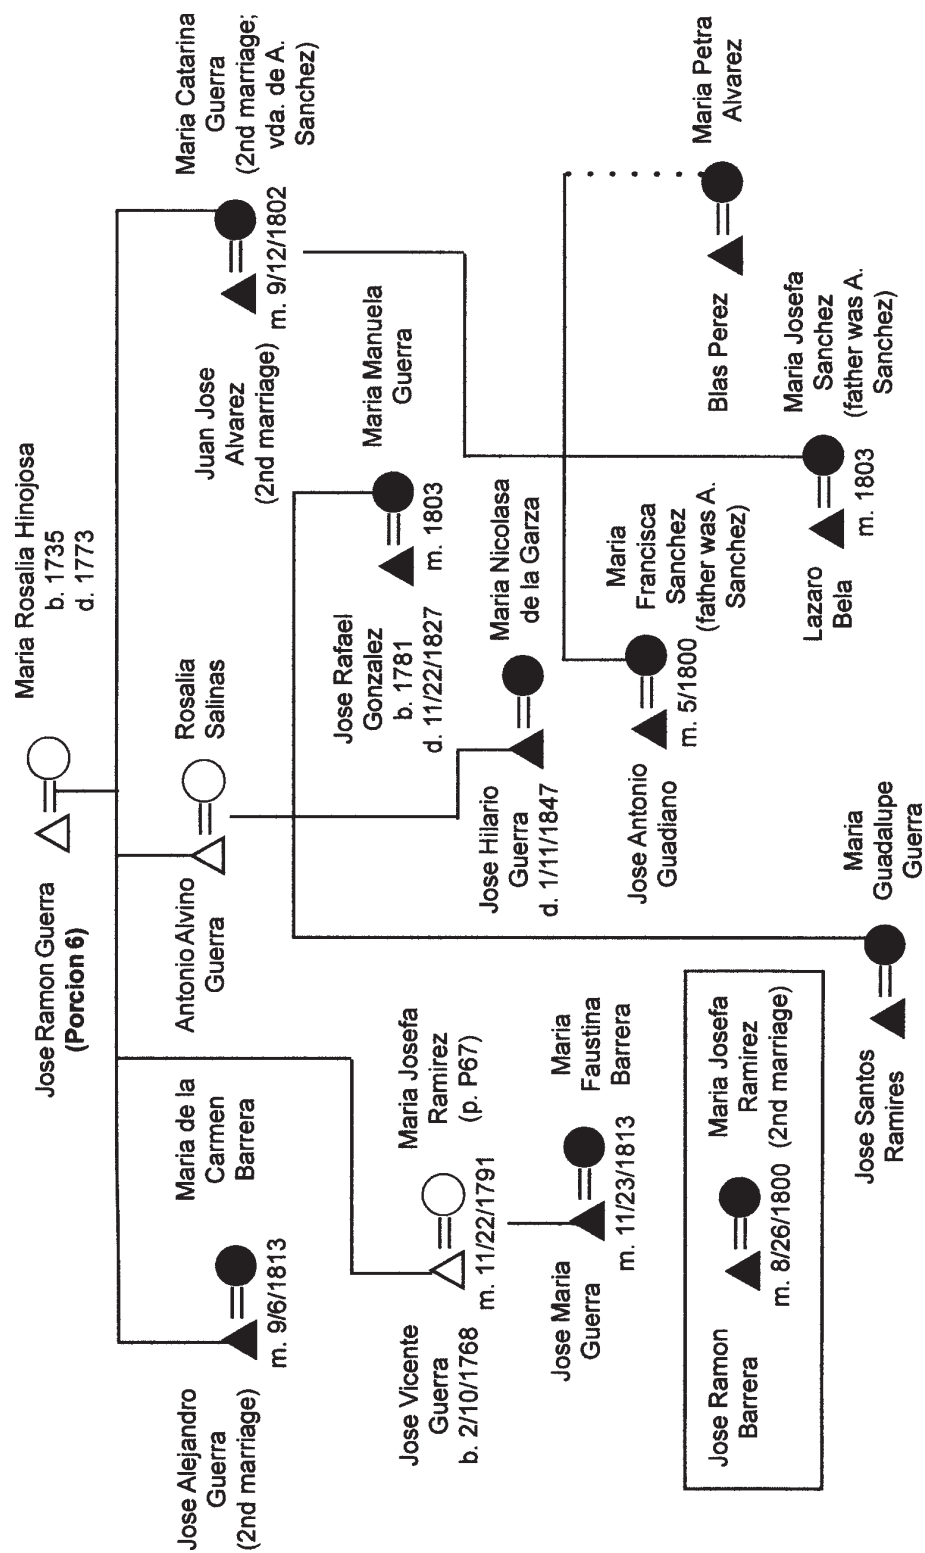 Jose Ramon Guerra
(Porcion 6)
Maria Rosalia Hinojosa
b. 1735
d. 1773
Jose Alejandro
Guerra
(2nd marriage)
m. 9/6/1813
Maria de la
Carmen
Barrera
Antonio Alvino
Guerra
Rosalia
Salinas
Juan Jose
Alvarez
(2nd marriage)
m. 9/12/1802
Maria Catarina
Guerra
(2nd marriage;
vda. de A.
Sanchez)
Jose Vicente
Guerra
b. 2/10/1768
m. 11/22/1791
Maria Josefa
Ramirez
(p. P67)
Jose Rafael
Gonzalez
b. 1781
d. 11/22/1827
m. 1803
Maria Manuela
Guerra
Jose Hilario
Guerra
d. 1/11/1847
Maria Nicolasa
de la Garza
Jose Maria
Guerra
m. 11/23/1813
Maria
Faustina
Barrera
Jose Antonio
Guadiano
m. 5/1800
Maria
Francisca
Sanchez
(father was A.
Sanchez)
Blas Perez
Maria Petra
Alvarez
Jose Ramon
Barrera
m. 8/26/1800
Maria Josefa
Ramirez
(2nd marriage)
Lazaro
Bela
m. 1803
Maria Josefa
Sanchez
(father was A.
Sanchez)
Jose Santos
Ramires
Maria
Guadalupe
Guerra